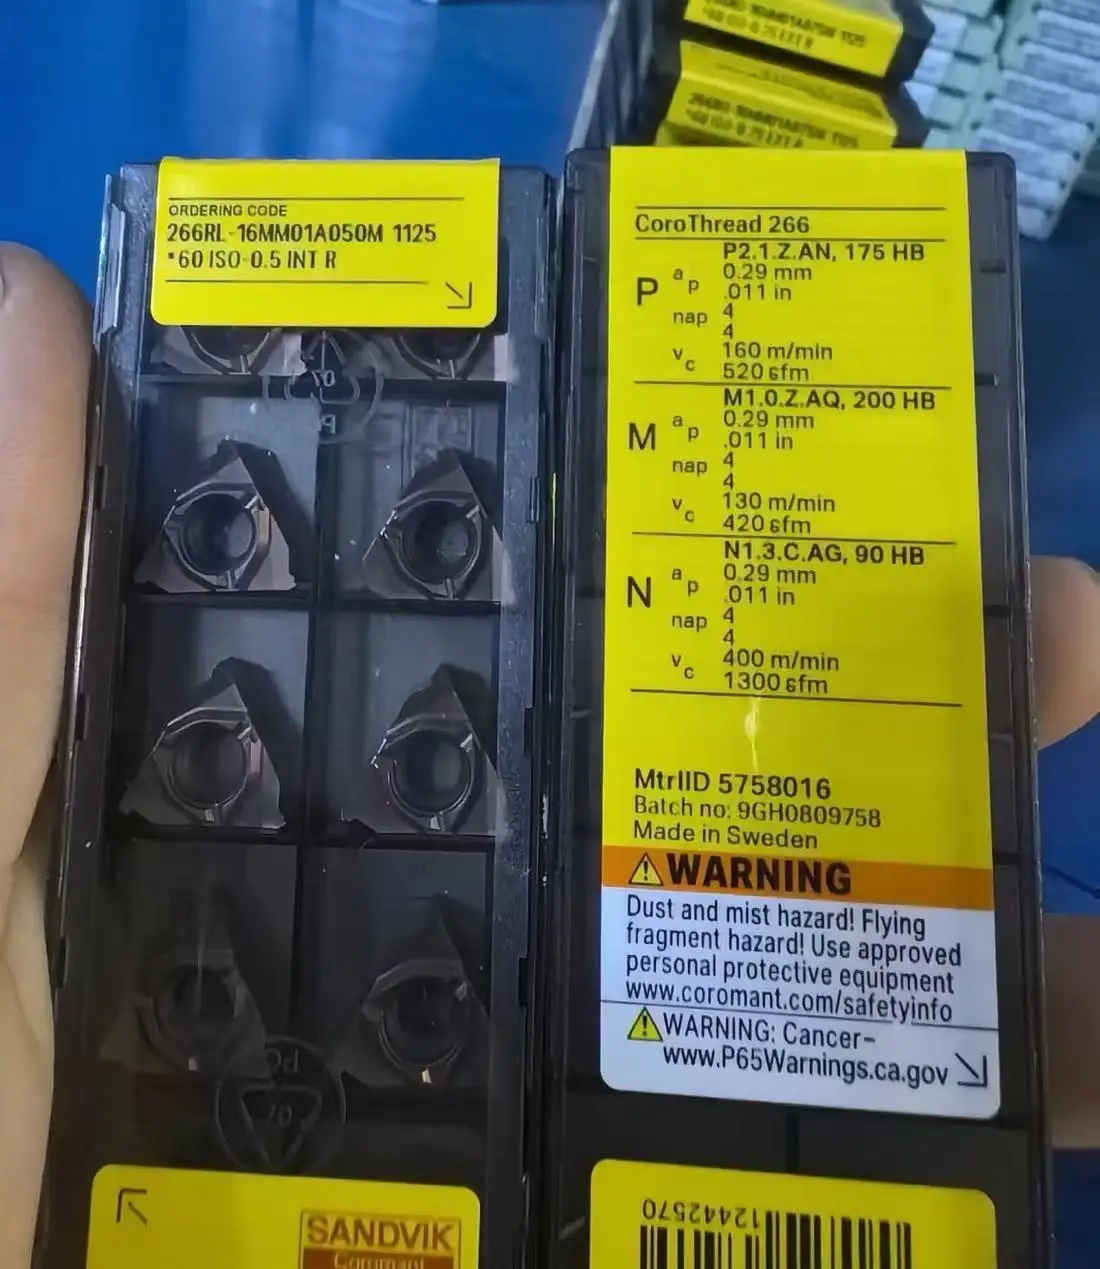 ORDERING CODE
266RL-16MM01A050M 1125
*60 ISO-0.5 INT R
07
SANDVIK
Coromant
CoroThread 266
P
P2.1.Z.AN, 175 HB
ap 0.29 mm
.011 in
nap 4
4
vc 160 m/min
520 sfm
M
M1.0.Z.AQ, 200 HB
ap 0.29 mm
.011 in
nap 4
4
vc 130 m/min
420 sfm
N
N1.3.C.AG, 90 HB
ap 0.29 mm
.011 in
nap 4
4
vc 400 m/min
1300 sfm
MtrlID 5758016
Batch no: 9GH0809758
Made in Sweden
WARNING
Dust and mist hazard! Flying
fragment hazard! Use approved
personal protective equipment
www.coromant.com/safetyinfo
WARNING: Cancer-
www.P65Warnings.ca.gov
12442570